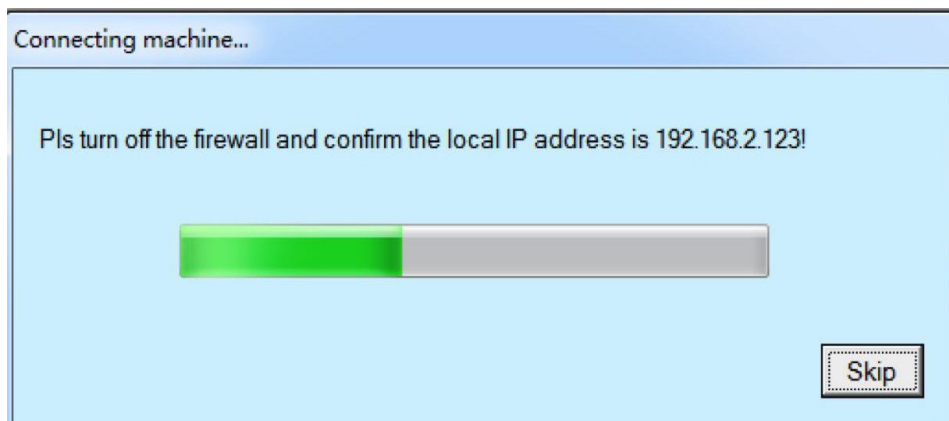 Connecting machine...
Pls turn off the firewall and confirm the local IP address is 192.168.2.123!
Skip